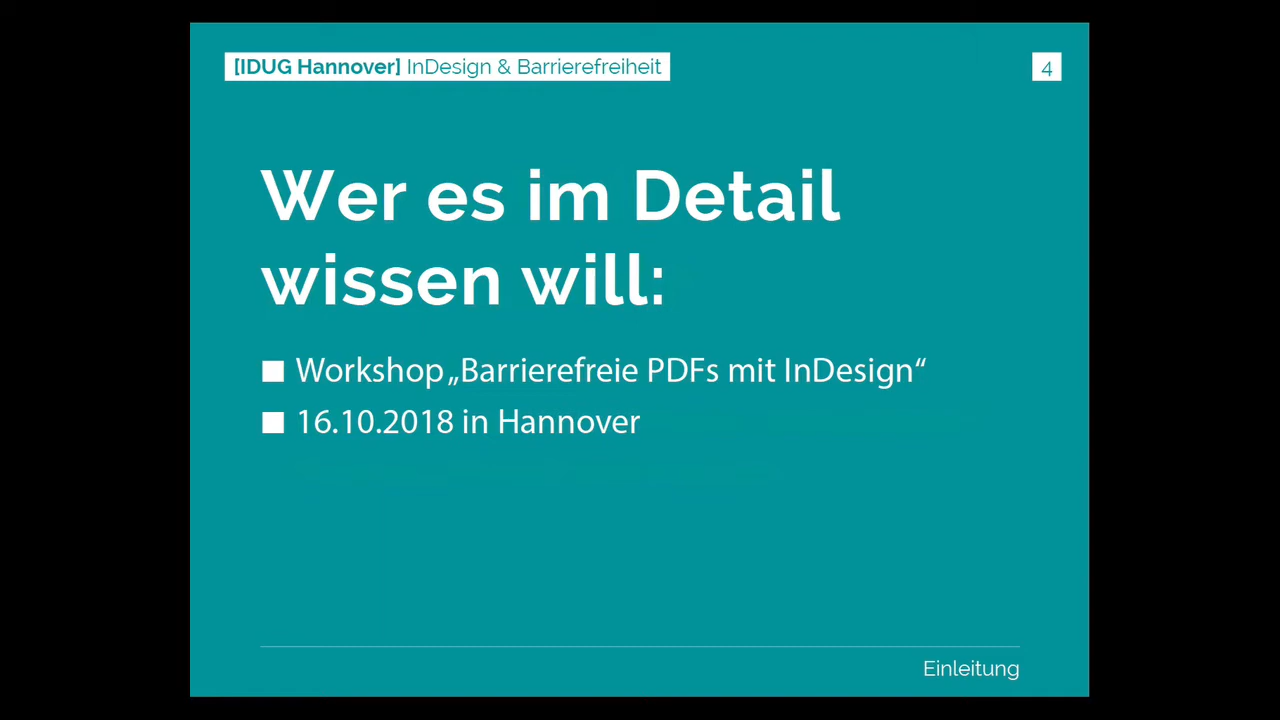 [IDUG Hannover] InDesign & Barrierefreiheit
4
Wer es im Detail
wissen will:
■ Workshop „Barrierefreie PDFs mit InDesign“
■ 16.10.2018 in Hannover
Einleitung